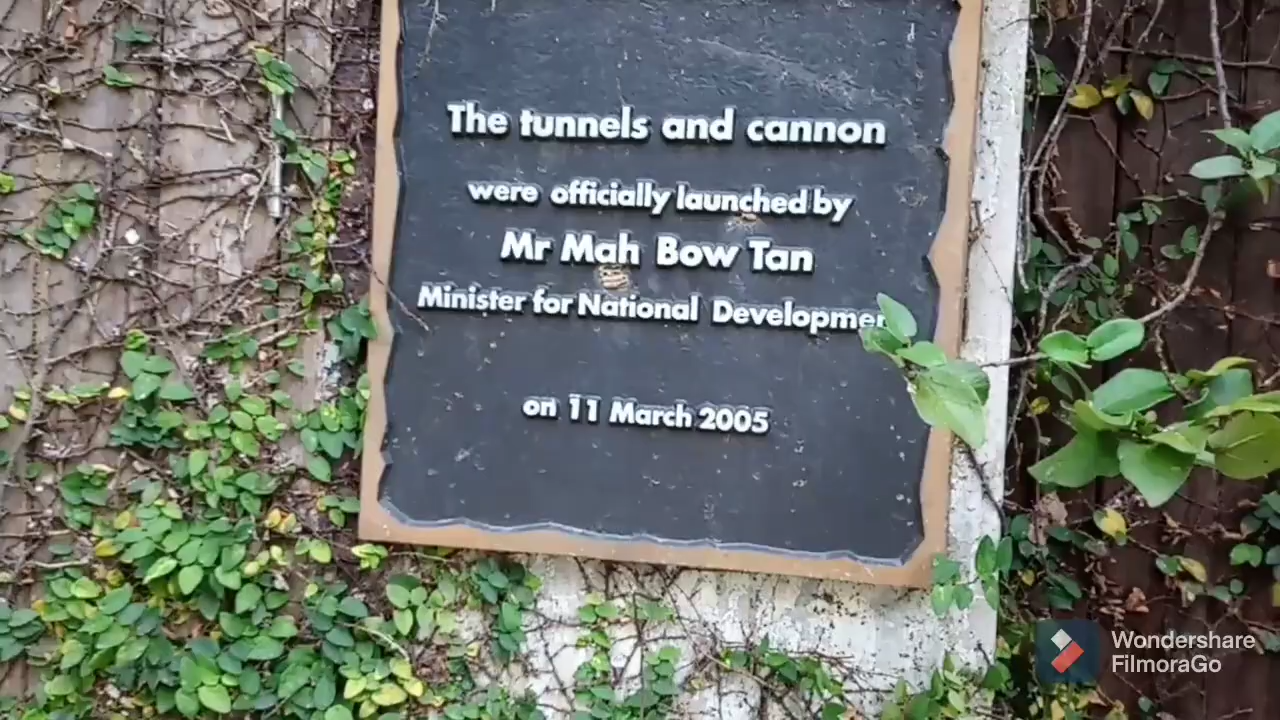 The tunnels and cannon
were officially launched by
Mr Mah Bow Tan
Minister for National Developmen
on 11 March 2005
Wondershare
FilmoraGo